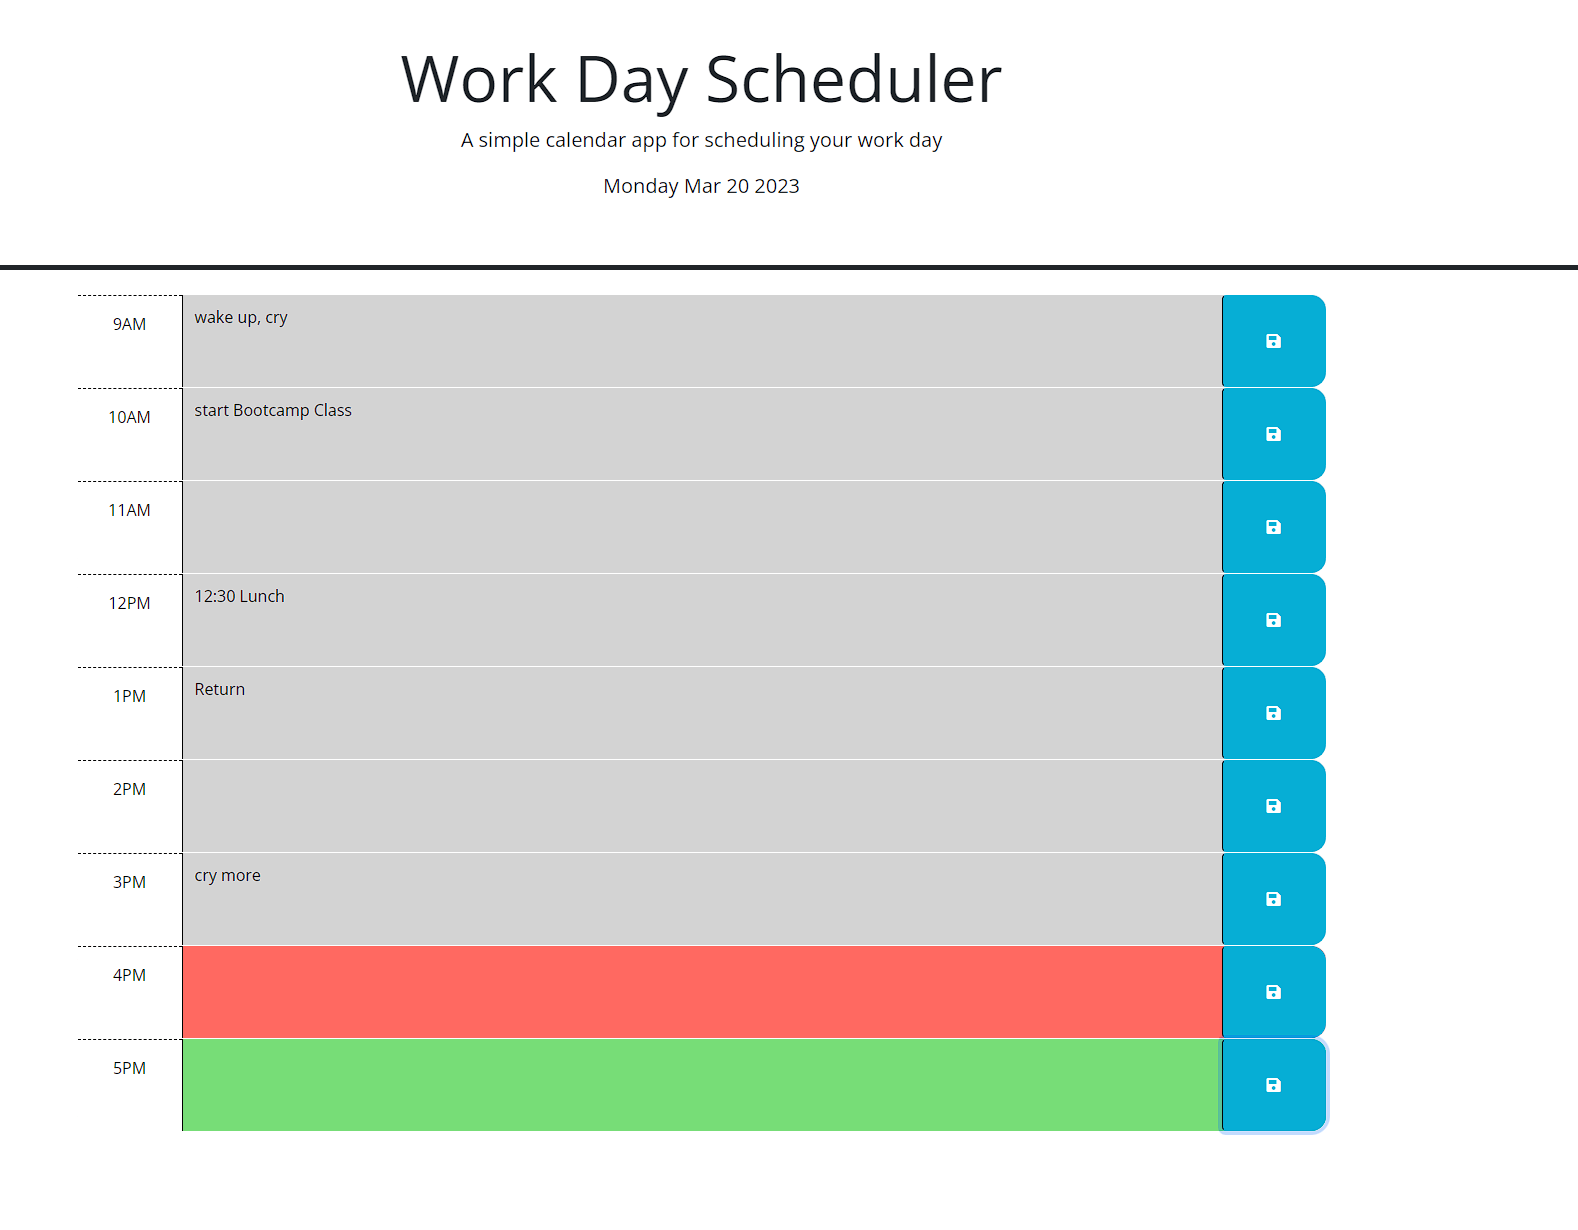 Work Day Scheduler
A simple calendar app for scheduling your work day
Monday Mar 20 2023
9AM
wake up, cry
10AM
start Bootcamp Class
11AM
12PM
12:30 Lunch
1PM
Return
2PM
3PM
cry more
4PM
5PM